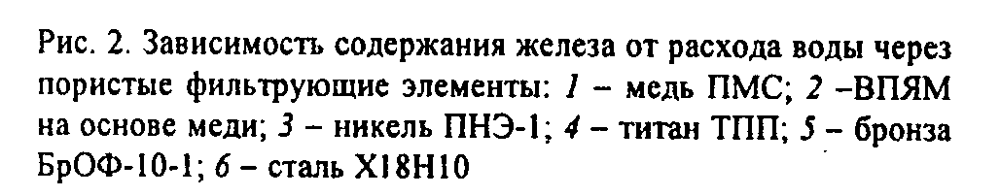 Рис. 2. Зависимость содержания железа от расхода воды через
пористые фильтрующие элементы: 1 – медь ПМС; 2 –ВПЯМ
на основе меди; 3 – никель ПНЭ-1; 4 – титан ТПП; 5 – бронза
БрОФ-10-1; 6 – сталь Х18Н10